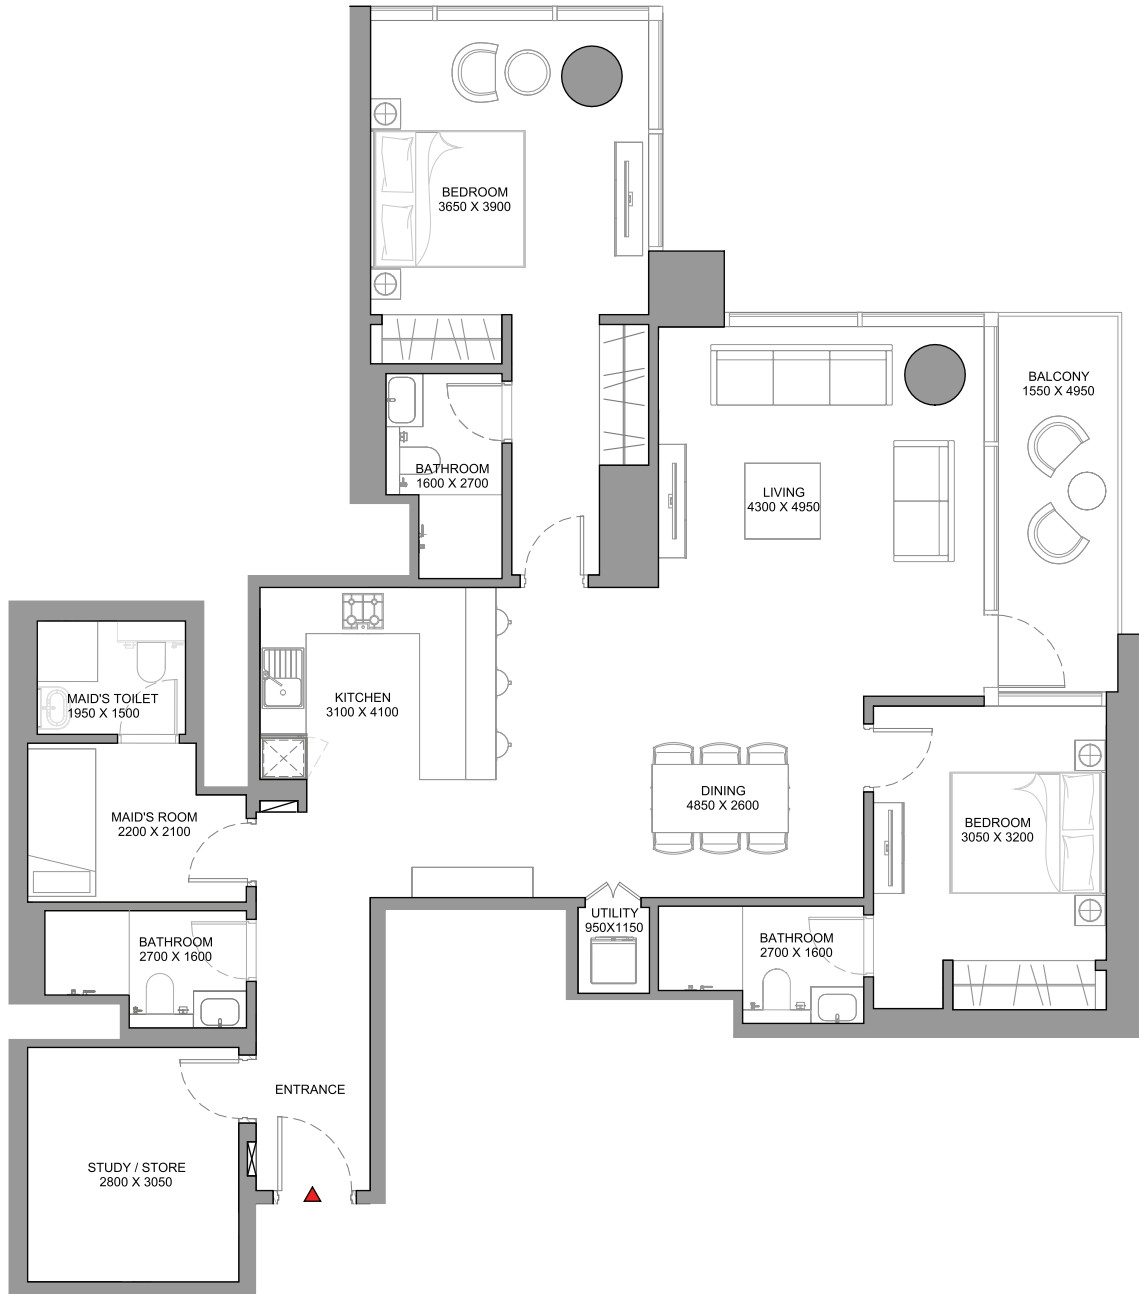 BEDROOM
3650 X 3900
BALCONY
1550 X 4950
BATHROOM
1600 X 2700
LIVING
4300 X 4950
MAID'S TOILET
1950 X 1500
KITCHEN
3100 X 4100
DINING
4850 X 2600
MAID'S ROOM
2200 X 2100
BEDROOM
3050 X 3200
UTILITY
950X1150
BATHROOM
2700 X 1600
BATHROOM
2700 X 1600
ENTRANCE
STUDY / STORE
2800 X 3050